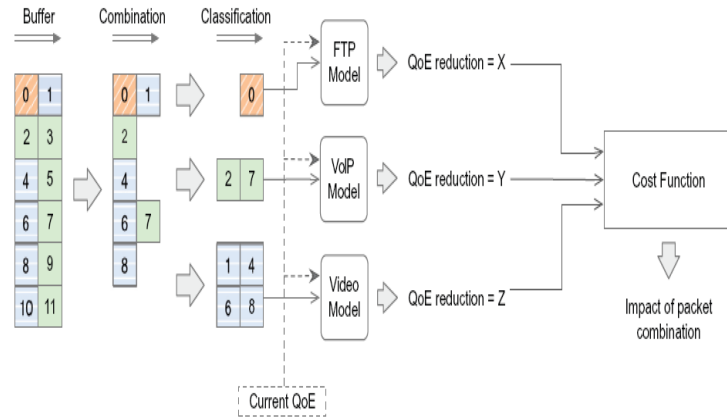 Buffer
Combination
Classification
0 1
2 3
4 5
6 7
8 9
10 11
0 1
2
4
6 7
8
0
2 7
1 4
6 8
FTP
Model
VoIP
Model
Video
Model
QoE reduction = X
QoE reduction = Y
QoE reduction = Z
Cost Function
Impact of packet
combination
Current QoE